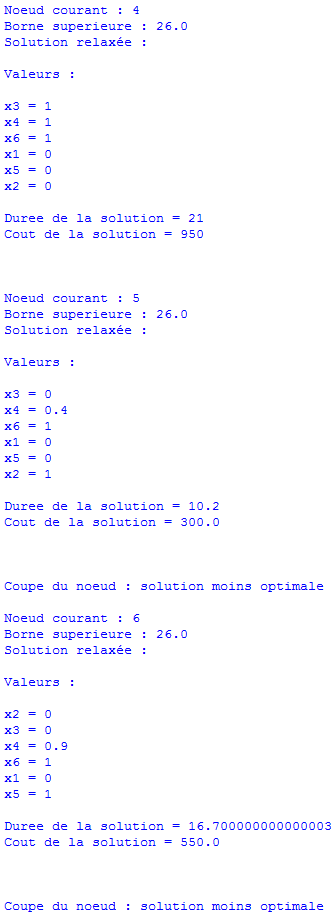 Noeud courant : 4
Borne superieure : 26.0
Solution relaxée :
Valeurs :
x3 = 1
x4 = 1
x6 = 1
x1 = 0
x5 = 0
x2 = 0
Duree de la solution = 21
Cout de la solution = 950
Noeud courant : 5
Borne superieure : 26.0
Solution relaxée :
Valeurs :
x3 = 0
x4 = 0.4
x6 = 1
x1 = 0
x5 = 0
x2 = 1
Duree de la solution = 10.2
Cout de la solution = 300.0
Coupe du noeud : solution moins optimale
Noeud courant : 6
Borne superieure : 26.0
Solution relaxée :
Valeurs :
x2 = 0
x3 = 0
x4 = 0.9
x6 = 1
x1 = 0
x5 = 1
Duree de la solution = 16.700000000000003
Cout de la solution = 550.0
Coupe du noeud : solution moins optimale